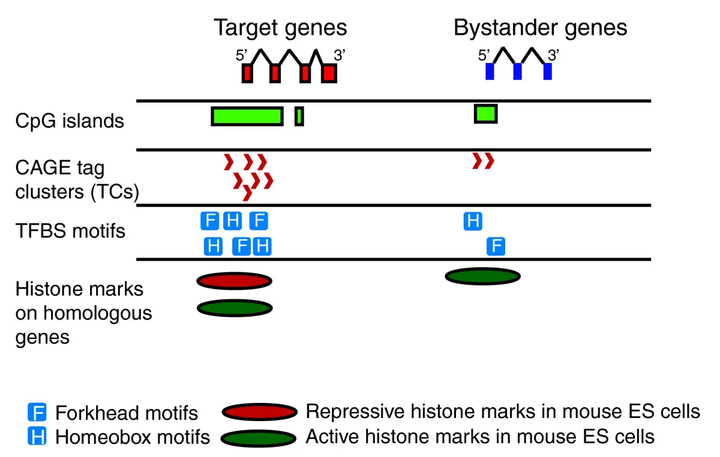 Target genes
Bystander genes
5’ 3’
5’ 3’
CpG islands
CAGE tag
clusters (TCs)
TFBS motifs
F H F
H
H F H
F
Histone marks
on homologous
genes
F Forkhead motifs
Repressive histone marks in mouse ES cells
H Homeobox motifs
Active histone marks in mouse ES cells